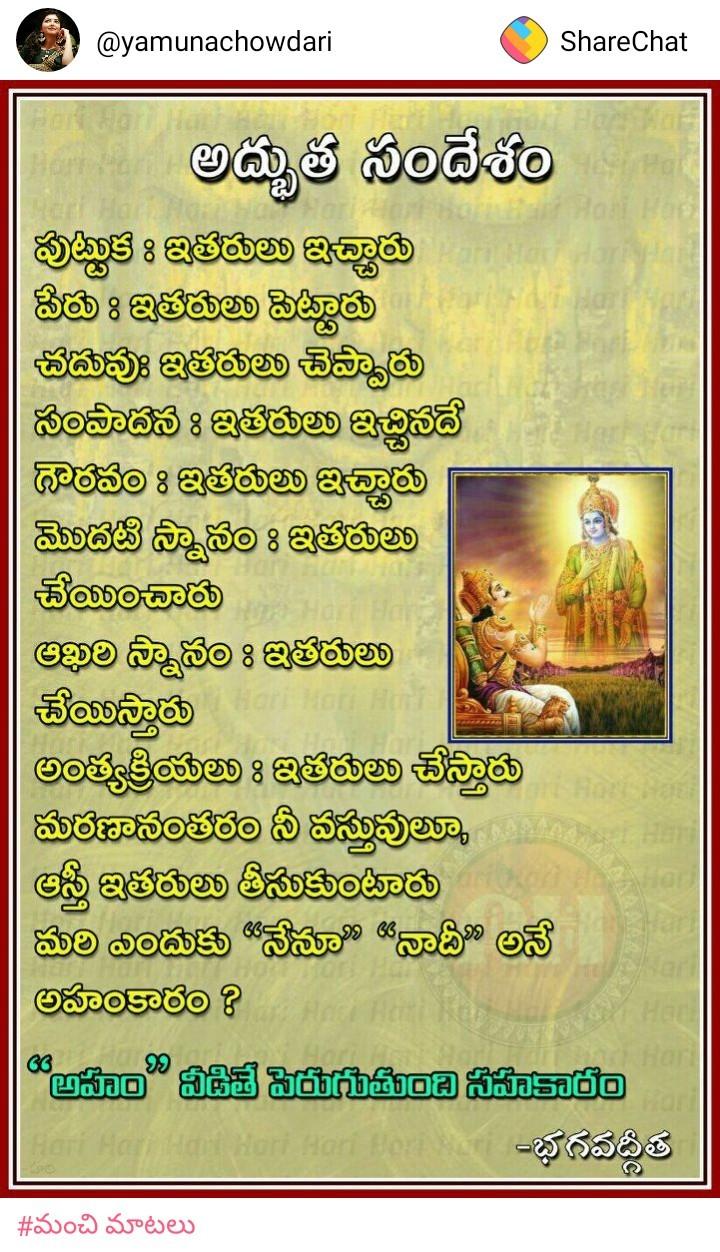 @yamunachowdari
ShareChat
అద్భుత సందేశం
పుట్టుక : ఇతరులు ఇచ్చారు
పేరు : ఇతరులు పెట్టారు
చదువు: ఇతరులు చెప్పారు
సంపాదన : ఇతరులు ఇచ్చినదే
గౌరవం : ఇతరులు ఇచ్చారు
మొదటి స్నానం : ఇతరులు
చేయించారు
ఆఖరి స్నానం : ఇతరులు
చేయిస్తారు
అంత్యక్రియలు : ఇతరులు చేస్తారు
మరణానంతరం నీ వస్తువులూ,
ఆస్తీ ఇతరులు తీసుకుంటారు
మరి ఎందుకు “నేనూ” “నాదీ” అనే
అహంకారం ?
“అహం” వీడితే పెరుగుతుంది సహకారం
-భగవద్గీత
#మంచి మాటలు